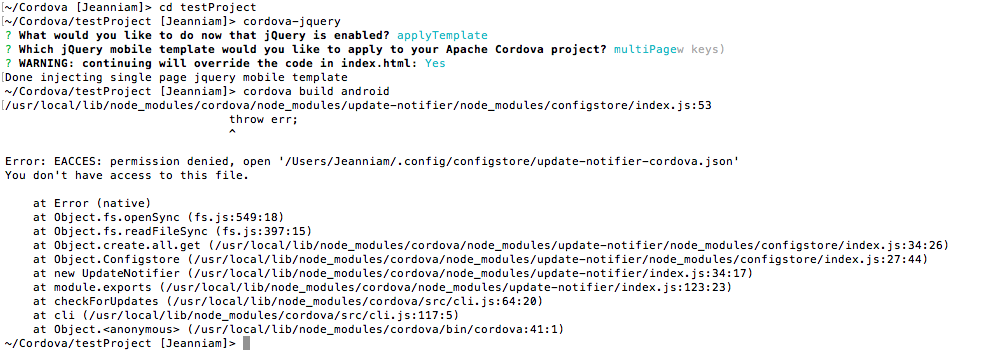 [~/Cordova [Jeanniam]> cd testProject
[~/Cordova/testProject [Jeanniam]> cordova-jquery
? What would you like to do now that jQuery is enabled? applyTemplate
? Which jQuery mobile template would you like to apply to your Apache Cordova project? multiPagew keys)
? WARNING: continuing will override the code in index.html: Yes
[Done injecting single page jquery mobile template
~/Cordova/testProject [Jeanniam]> cordova build android
[/usr/local/lib/node_modules/cordova/node_modules/update-notifier/node_modules/configstore/index.js:53
throw err;
^
Error: EACCES: permission denied, open '/Users/Jeanniam/.config/configstore/update-notifier-cordova.json'
You don't have access to this file.
at Error (native)
at Object.fs.openSync (fs.js:549:18)
at Object.fs.readFileSync (fs.js:397:15)
at Object.create.all.get (/usr/local/lib/node_modules/cordova/node_modules/update-notifier/node_modules/configstore/index.js:34:26)
at Object.Configstore (/usr/local/lib/node_modules/cordova/node_modules/update-notifier/node_modules/configstore/index.js:27:44)
at new UpdateNotifier (/usr/local/lib/node_modules/cordova/node_modules/update-notifier/index.js:34:17)
at module.exports (/usr/local/lib/node_modules/cordova/node_modules/update-notifier/index.js:123:23)
at checkForUpdates (/usr/local/lib/node_modules/cordova/src/cli.js:64:20)
at cli (/usr/local/lib/node_modules/cordova/src/cli.js:117:5)
at Object.<anonymous> (/usr/local/lib/node_modules/cordova/bin/cordova:41:1)
~/Cordova/testProject [Jeanniam]>